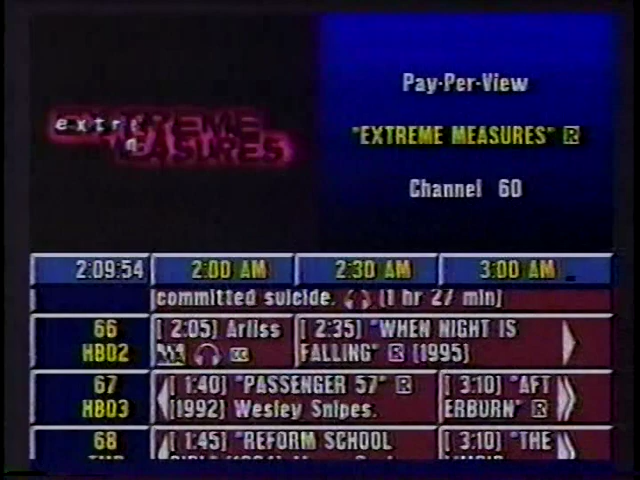 extre
EXTREME
MEASURES
Pay-Per-View
"EXTREME MEASURES" R
Channel 60
2:09:54 2:00 AM 2:30 AM 3:00 AM
committed suicide. (1 hr 27 min)
66
HBO2
[ 2:05] Arliss
CC
[ 2:35] "WHEN NIGHT IS
FALLING" R (1995)
67
HBO3
[ 1:40] "PASSENGER 57" R
(1992) Wesley Snipes.
[ 3:10] "AFT
ERBURN" R
68
[ 1:45] "REFORM SCHOOL
[ 3:10] "THE